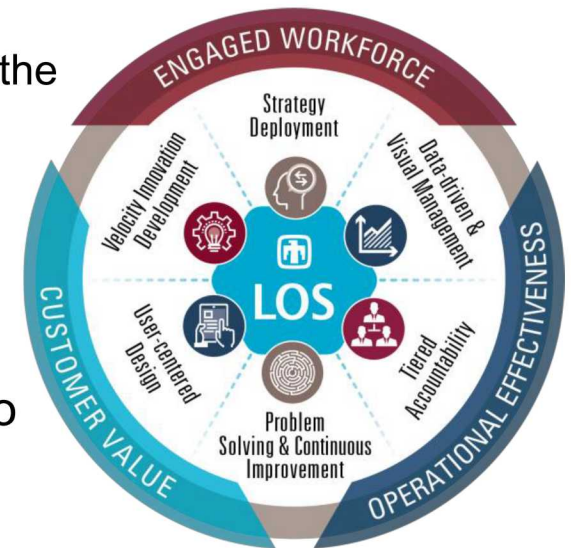 the
o
ENGAGED WORKFORCE
Strategy
Deployment
Data-driven &
Visual Management
Tiered
Accountability
Problem
Solving & Continuous
Improvement
User-centered
Design
Velocity Innovation
Development
LOS
OPERATIONAL EFFECTIVENESS
CUSTOMER VALUE